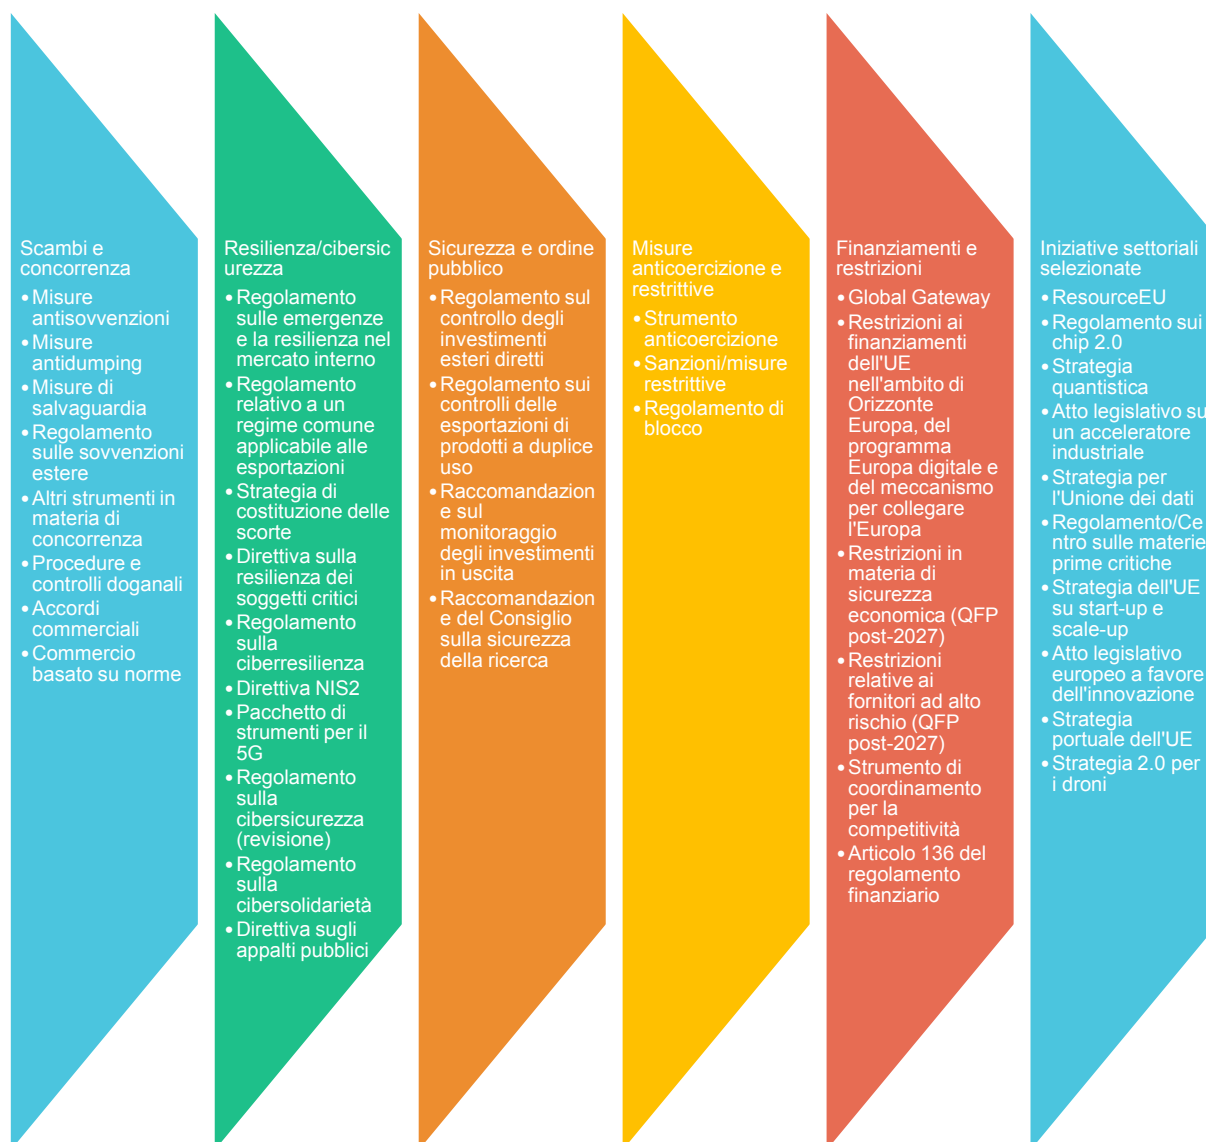 Scambi e
concorrenza
• Misure
antisovvenzioni
• Misure
antidumping
• Misure di
salvaguardia
• Regolamento
sulle sovvenzioni
estere
• Altri strumenti in
materia di
concorrenza
• Procedure e
controlli doganali
• Accordi
commerciali
• Commercio
basato su norme
Resilienza/cibersic
urezza
• Regolamento
sulle emergenze
e la resilienza nel
mercato interno
• Regolamento
relativo a un
regime comune
applicabile alle
esportazioni
• Strategia di
costituzione delle
scorte
• Direttiva sulla
resilienza dei
soggetti critici
• Regolamento
sulla
ciberresilienza
• Direttiva NIS2
• Pacchetto di
strumenti per il
5G
• Regolamento
sulla
cibersicurezza
(revisione)
• Regolamento
sulla
cibersolidarietà
• Direttiva sugli
appalti pubblici
Sicurezza e ordine
pubblico
• Regolamento sul
controllo degli
investimenti
esteri diretti
• Regolamento sui
controlli delle
esportazioni di
prodotti a duplice
uso
• Raccomandazion
e sul
monitoraggio
degli investimenti
in uscita
• Raccomandazion
e del Consiglio
sulla sicurezza
della ricerca
Misure
anticoercizione e
restrittive
• Strumento
anticoercizione
• Sanzioni/misure
restrittive
• Regolamento di
blocco
Finanziamenti e
restrizioni
• Global Gateway
• Restrizioni ai
finanziamenti
dell'UE
nell'ambito di
Orizzonte
Europa, del
programma
Europa digitale e
del meccanismo
per collegare
l'Europa
• Restrizioni in
materia di
sicurezza
economica (QFP
post-2027)
• Restrizioni
relative ai
fornitori ad alto
rischio (QFP
post-2027)
• Strumento di
coordinamento
per la
competitività
• Articolo 136 del
regolamento
finanziario
Iniziative settoriali
selezionate
• ResourceEU
• Regolamento sui
chip 2.0
• Strategia
quantistica
• Atto legislativo su
un acceleratore
industriale
• Strategia per
l'Unione dei dati
• Regolamento/Ce
ntro sulle materie
prime critiche
• Strategia dell'UE
su start-up e
scale-up
• Atto legislativo
europeo a favore
dell'innovazione
• Strategia
portuale dell'UE
• Strategia 2.0 per
i droni